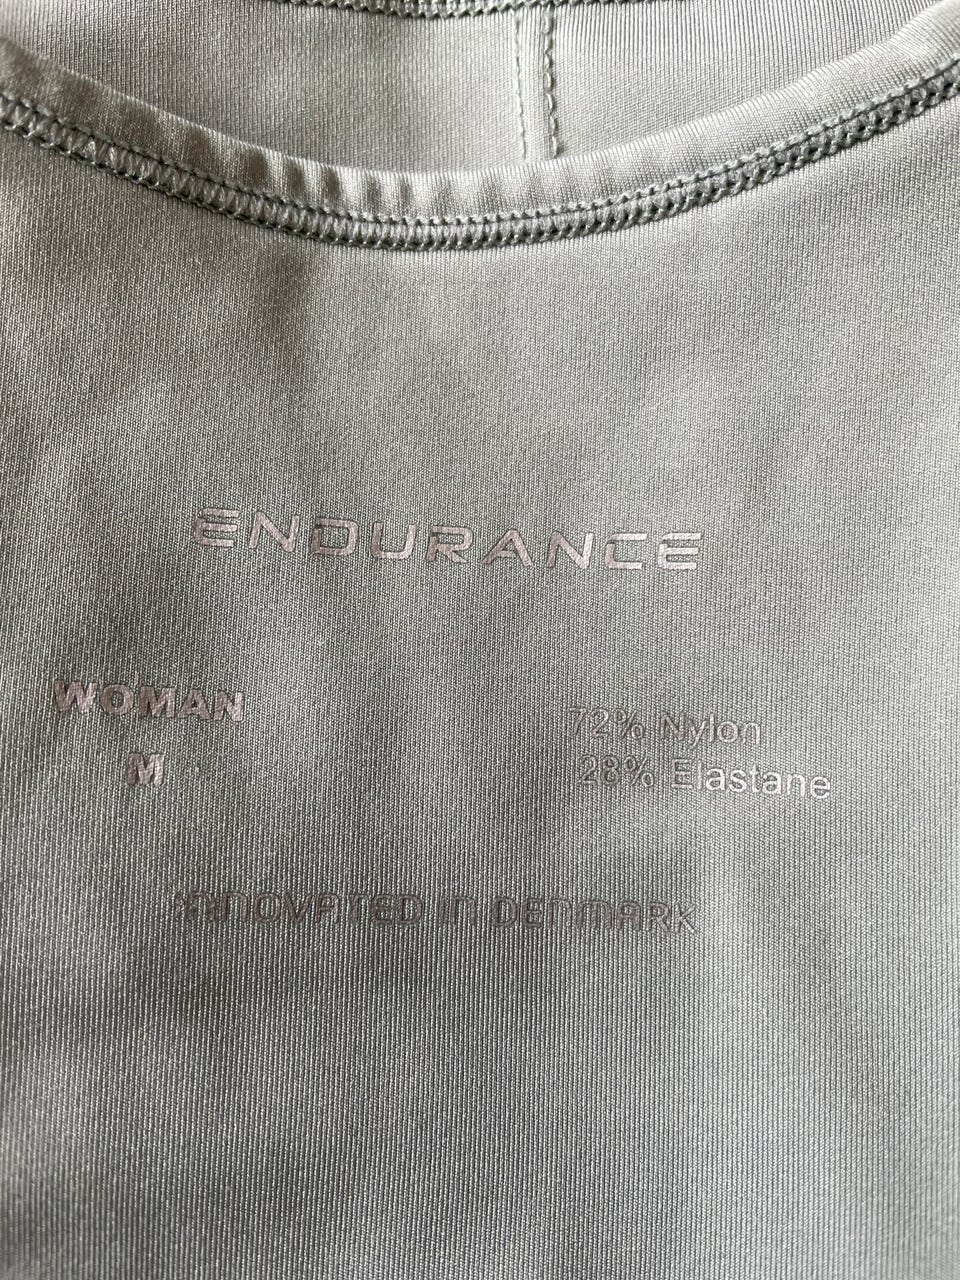 ENDURANCE
WOMAN
M
72% Nylon
28% Elastane
INNOVATED IN DENMARK